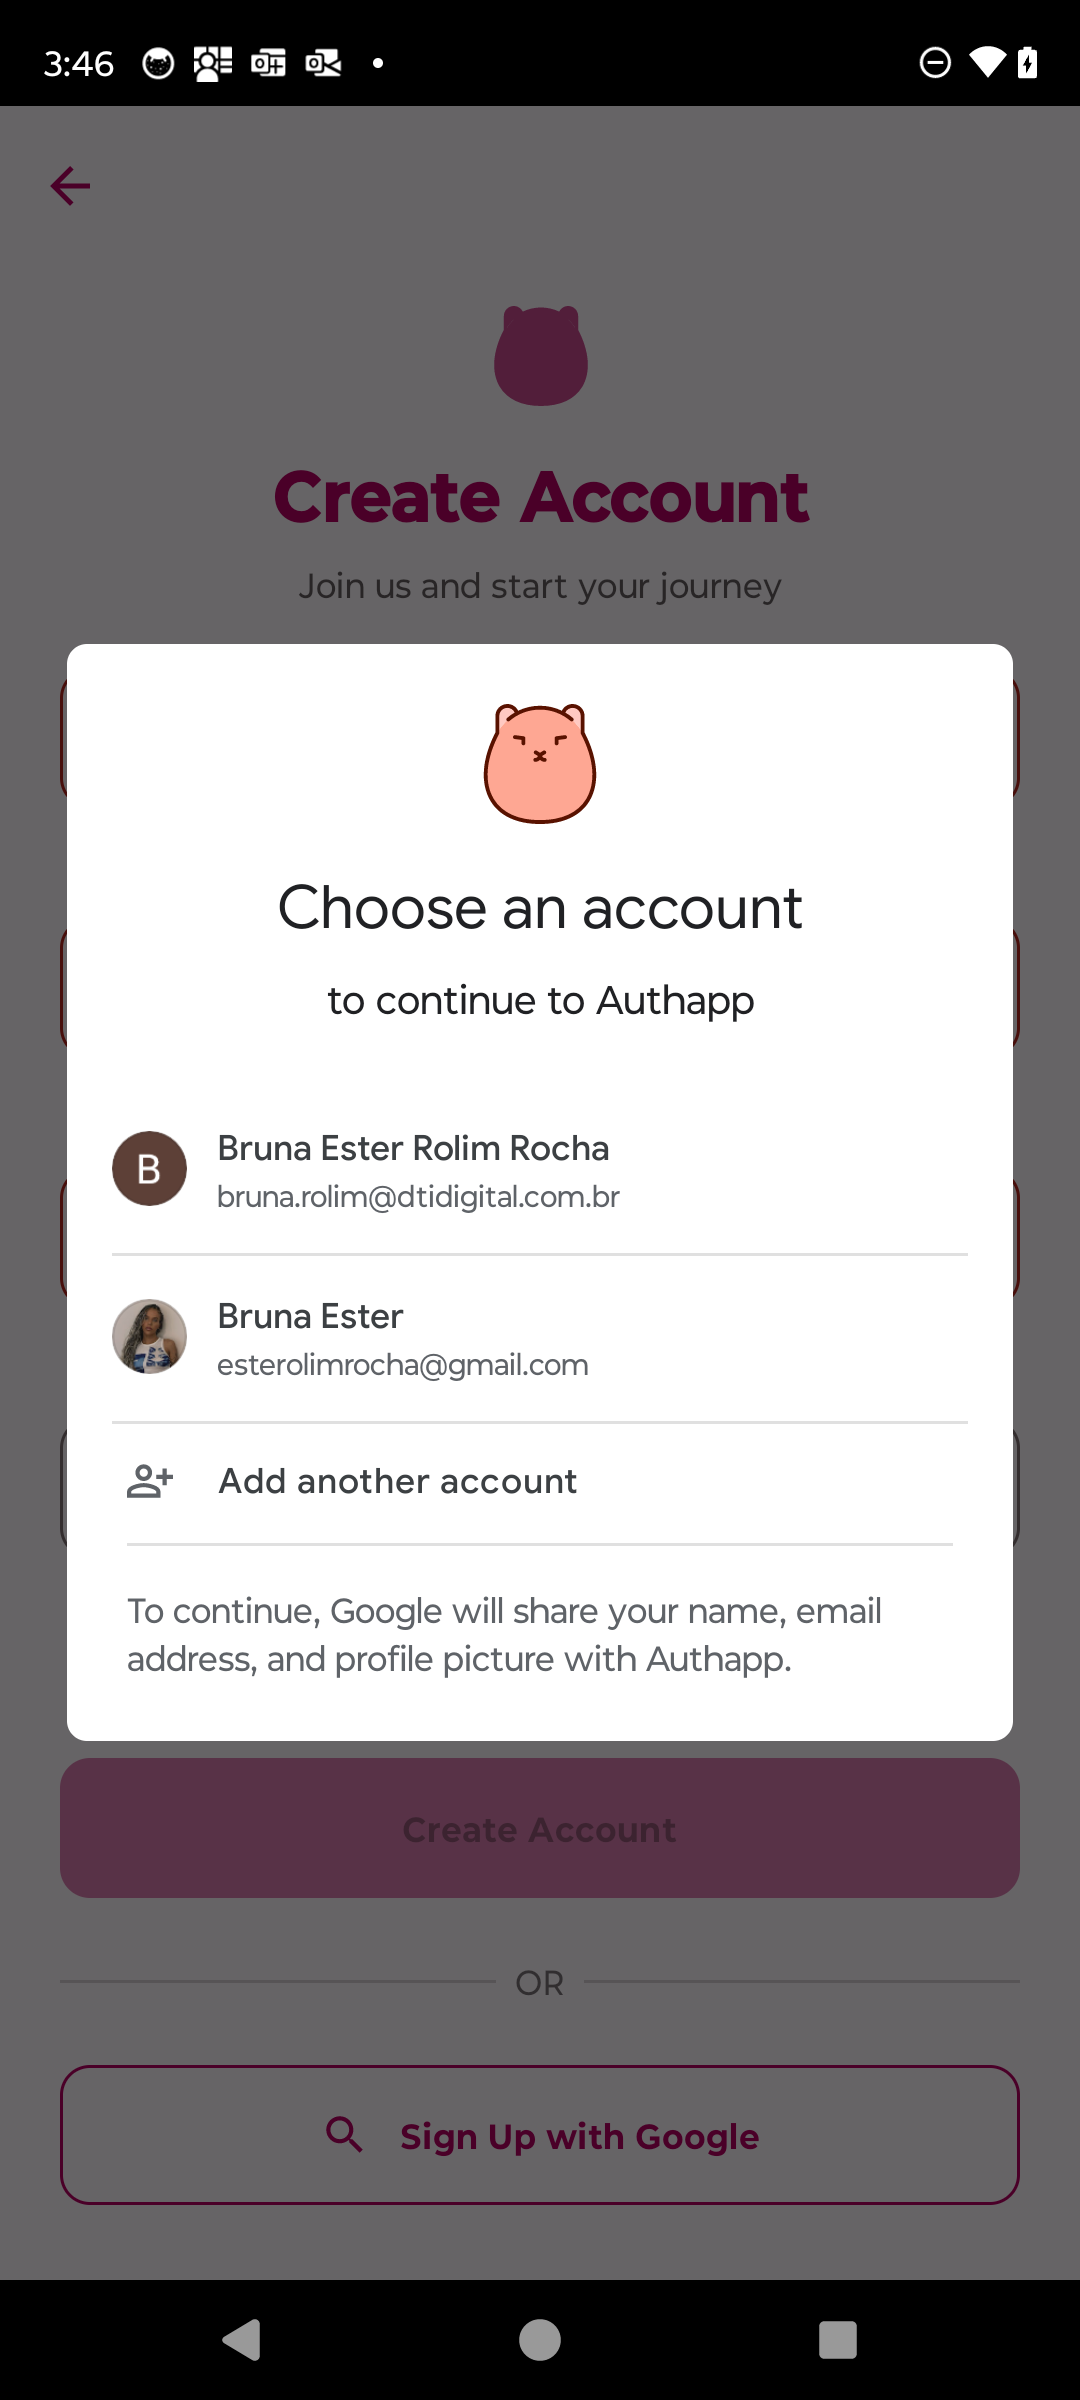 3:46
Create Account
Join us and start your journey
Choose an account
to continue to Authapp
B
Bruna Ester Rolim Rocha
bruna.rolim@dtidigital.com.br
Bruna Ester
esterolimrocha@gmail.com
Add another account
To continue, Google will share your name, email
address, and profile picture with Authapp.
Create Account
OR
Sign Up with Google